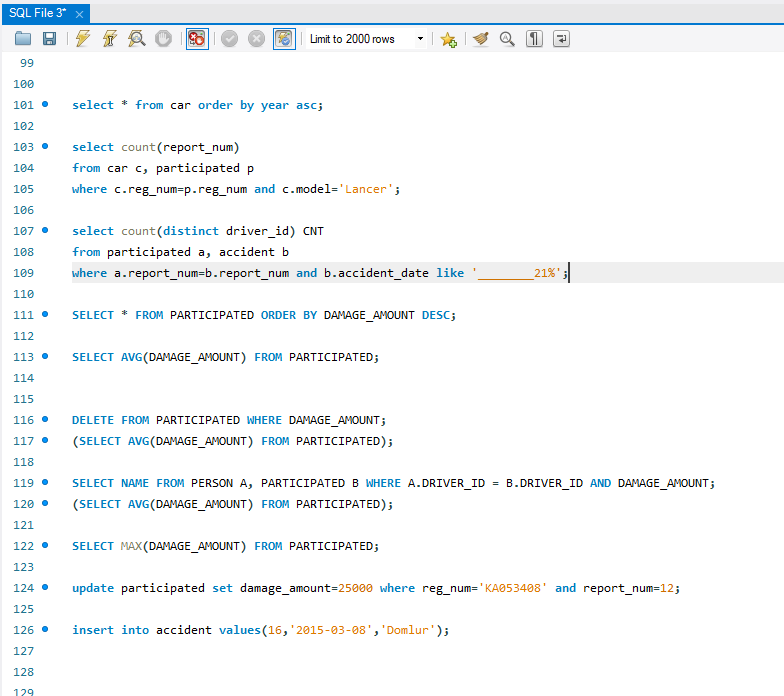 SQL File 3*
Limit to 2000 rows
99
100
101 select * from car order by year asc;
102
103 select count(report_num)
104 from car c, participated p
105 where c.reg_num=p.reg_num and c.model='Lancer';
106
107 select count(distinct driver_id) CNT
108 from participated a, accident b
109 where a.report_num=b.report_num and b.accident_date like '________21%';
110
111 SELECT * FROM PARTICIPATED ORDER BY DAMAGE_AMOUNT DESC;
112
113 SELECT AVG(DAMAGE_AMOUNT) FROM PARTICIPATED;
114
115
116 DELETE FROM PARTICIPATED WHERE DAMAGE_AMOUNT;
117 (SELECT AVG(DAMAGE_AMOUNT) FROM PARTICIPATED);
118
119 SELECT NAME FROM PERSON A, PARTICIPATED B WHERE A.DRIVER_ID = B.DRIVER_ID AND DAMAGE_AMOUNT;
120 (SELECT AVG(DAMAGE_AMOUNT) FROM PARTICIPATED);
121
122 SELECT MAX(DAMAGE_AMOUNT) FROM PARTICIPATED;
123
124 update participated set damage_amount=25000 where reg_num='KA053408' and report_num=12;
125
126 insert into accident values(16,'2015-03-08','Domlur');
127
128
129